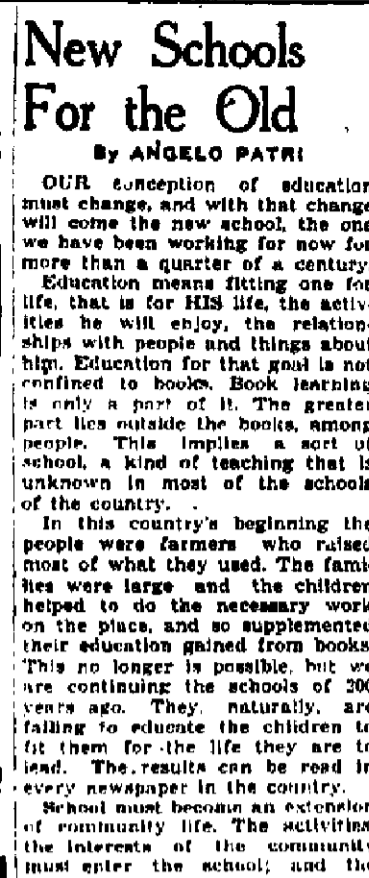 New Schools
For the Old
By ANGELO PATRI
OUR conception of education
must change, and with that change
will come the new school, the one
we have been working for now for
more than a quarter of a century.
Education means fitting one for
life, that is for HIS life, the activ-
ities he will enjoy, the relation-
ships with people and things about
him. Education for that goal is not
confined to books. Book learning
is only a part of it. The greater
part lies outside the books, among
people. This implies a sort of
school, a kind of teaching that is
unknown in most of the schools
of the country.
In this country's beginning the
people were farmers who raised
most of what they used. The fami-
lies were large and the children
helped to do the necessary work
on the place, and so supplemented
their education gained from books.
This no longer is possible, but we
are continuing the schools of 200
years ago. They, naturally, are
failing to educate the children to
fit them for the life they are to
lead. The results can be read in
every newspaper in the country.
School must become an extension
of community life. The activities,
the interests of the community
must enter the school; and the